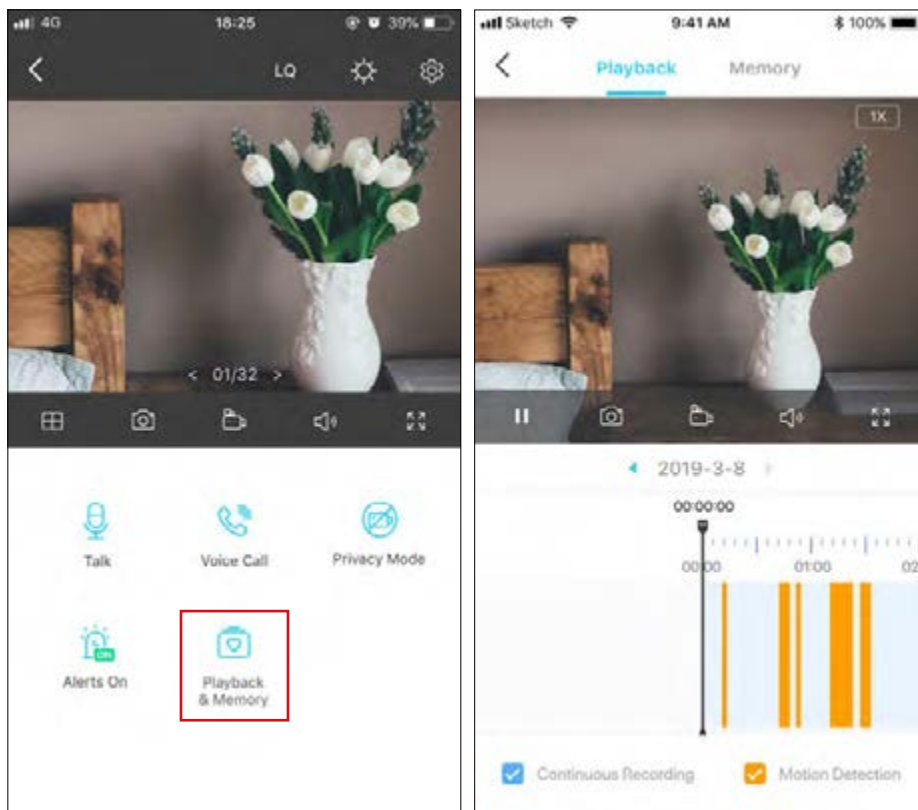 4G 18:25 39%
LQ
< 01/32 >
Talk
Voice Call
Privacy Mode
ON
Alerts On
Playback
& Memory
Sketch 9:41 AM 100%
Playback Memory
1X
2019-3-8
00:00:00
00:00 01:00 02
Continuous Recording Motion Detection